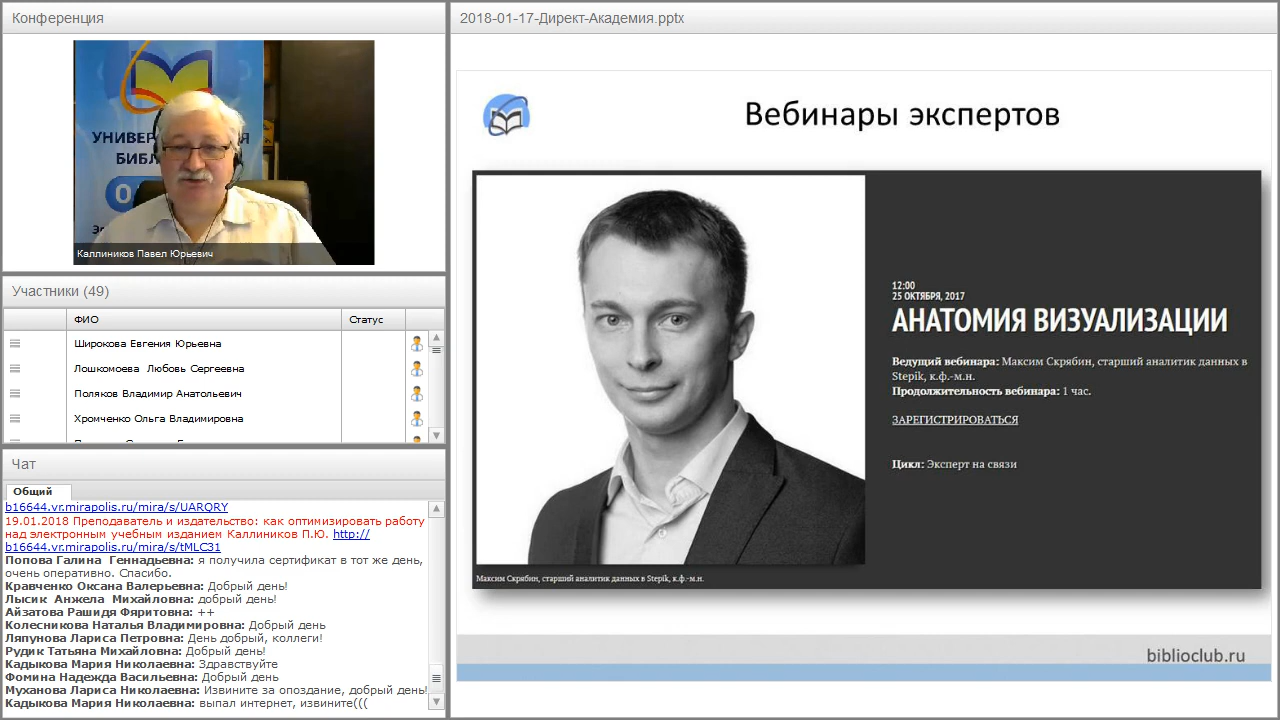 Конференция
УНИВЕР
БИБЛ
Каллиников Павел Юрьевич
Участники (49)
ФИО
Статус
Широкова Евгения Юрьевна
Лошкомоева Любовь Сергеевна
Поляков Владимир Анатольевич
Хромченко Ольга Владимировна
Чат
Общий
b16644.vr.mirapolis.ru/mira/s/UARQRY
19.01.2018 Преподаватель и издательство: как оптимизировать работу
над электронным учебным изданием Каллиников П.Ю. http://
b16644.vr.mirapolis.ru/mira/s/tMLC31
Попова Галина Геннадьевна: я получила сертификат в тот же день,
очень оперативно. Спасибо.
Кравченко Оксана Валерьевна: Добрый день!
Лысик Анжела Михайловна: добрый день!
Айзатова Рашидя Фяритовна: ++
Колесникова Наталья Владимировна: Добрый день
Ляпунова Лариса Петровна: День добрый, коллеги!
Рудик Татьяна Михайловна: Добрый день!
Кадыкова Мария Николаевна: Здравствуйте
Фомина Надежда Васильевна: Добрый день
Муханова Лариса Николаевна: Извините за опоздание, добрый день!
Кадыкова Мария Николаевна: выпал интернет, извините(((
2018-01-17-Директ-Академия.pptx
Вебинары экспертов
12:00
25 ОКТЯБРЯ, 2017
АНАТОМИЯ ВИЗУАЛИЗАЦИИ
Ведущий вебинара: Максим Скрябин, старший аналитик данных в
Stepik, к.ф.-м.н.
Продолжительность вебинара: 1 час.
ЗАРЕГИСТРИРОВАТЬСЯ
Цикл: Эксперт на связи
Максим Скрябин, старший аналитик данных в Stepik, к.ф.-м.н.
biblioclub.ru